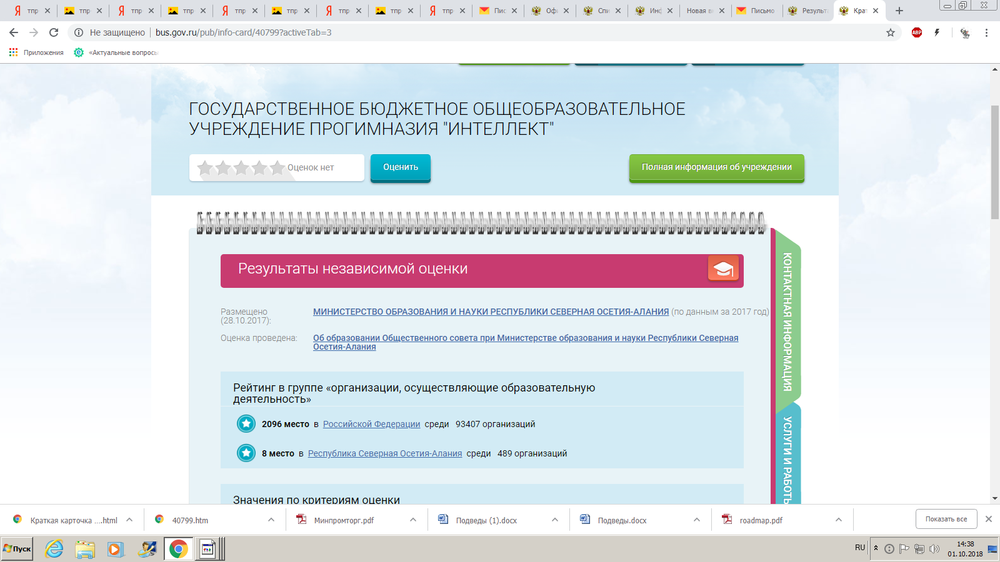 тпр
тпр
тпр
тпр
тпр
тпр
тпр
тпр
тпр
Пис
Офи
Спи
Инф
Новая в
Письмо
Результ
Крат
Не защищено
bus.gov.ru/pub/info-card/40799?activeTab=3
Приложения
«Актуальные вопросы
ГОСУДАРСТВЕННОЕ БЮДЖЕТНОЕ ОБЩЕОБРАЗОВАТЕЛЬНОЕ
УЧРЕЖДЕНИЕ ПРОГИМНАЗИЯ "ИНТЕЛЛЕКТ"
Оценок нет
Оценить
Полная информация об учреждении
Результаты независимой оценки
КОНТАКТНАЯ ИНФОРМАЦИЯ
УСЛУГИ И РАБОТЫ
Размещено
(28.10.2017):
МИНИСТЕРСТВО ОБРАЗОВАНИЯ И НАУКИ РЕСПУБЛИКИ СЕВЕРНАЯ ОСЕТИЯ-АЛАНИЯ (по данным за 2017 год)
Оценка проведена:
Об образовании Общественного совета при Министерстве образования и науки Республики Северная
Осетия-Алания
Рейтинг в группе «организации, осуществляющие образовательную
деятельность»
2096 место в Российской Федерации среди 93407 организаций
8 место в Республика Северная Осетия-Алания среди 489 организаций
Значения по критериям оценки
Краткая карточка ....html
40799.htm
Минпромторг.pdf
Подведы (1).docx
Подведы.docx
roadmap.pdf
Показать все
Пуск
RU
14:38
01.10.2018